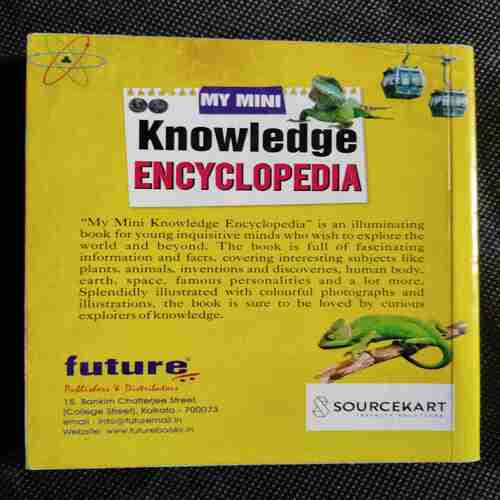 MY MINI
Knowledge
ENCYCLOPEDIA
"My Mini Knowledge Encyclopedia" is an illuminating
book for young inquisitive minds who wish to explore the
world and beyond. The book is full of fascinating
information and facts, covering interesting subjects like
plants, animals, inventions and discoveries, human body,
earth, space, famous personalities and a lot more.
Splendidly illustrated with colourful photographs and
illustrations, the book is sure to be loved by curious
explorers of knowledge.
future
Publishers & Distributors
15, Bankim Chatterjee Street,
(College Street), Kolkata - 700073
email : info@futuremail.in
Website: www.futurebooks.in
SOURCEKART
INFINITE SOLUTIONS